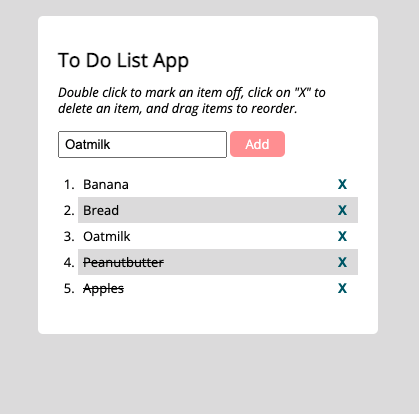 To Do List App
Double click to mark an item off, click on "X" to
delete an item, and drag items to reorder.
Oatmilk Add
1. Banana X
2. Bread X
3. Oatmilk X
4. Peanutbutter X
5. Apples X